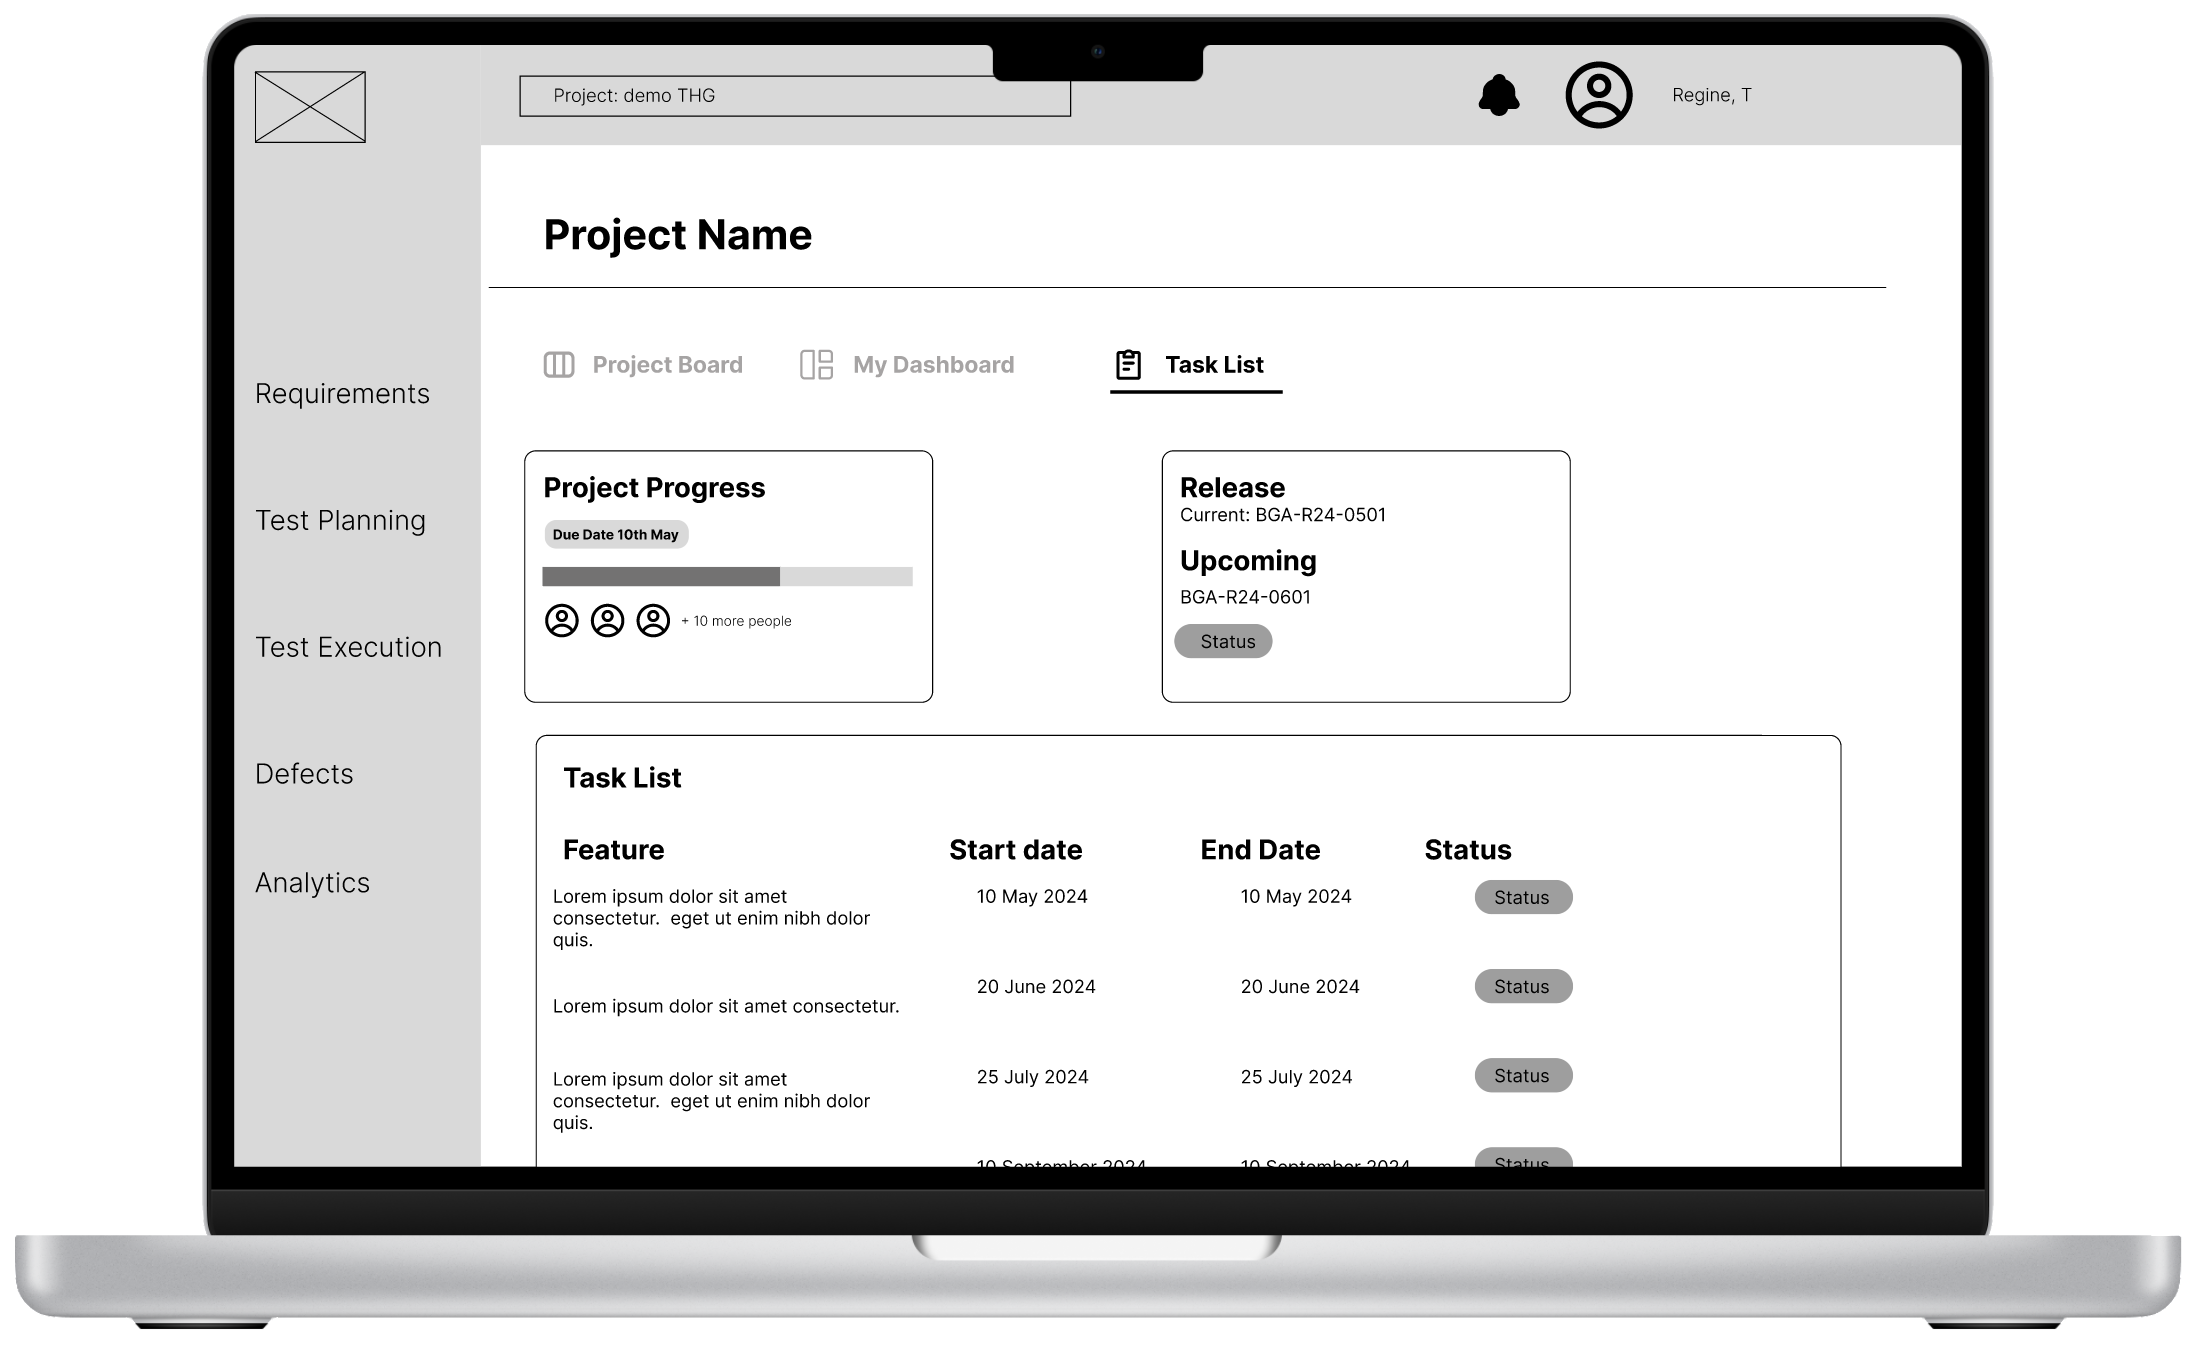 Project: demo THG
Regine, T
Project Name
Project Board
My Dashboard
Task List
Requirements
Test Planning
Test Execution
Defects
Analytics
Project Progress
Due Date 10th May
+ 10 more people
Release
Current: BGA-R24-0501
Upcoming
BGA-R24-0601
Status
Task List
Feature Start date End Date Status
Lorem ipsum dolor sit amet 10 May 2024 10 May 2024 Status
consectetur.  eget ut enim nibh dolor
quis.
20 June 2024 20 June 2024 Status
Lorem ipsum dolor sit amet consectetur.
Lorem ipsum dolor sit amet 25 July 2024 25 July 2024 Status
consectetur.  eget ut enim nibh dolor
quis.
10 September 2024 10 September 2024 Status